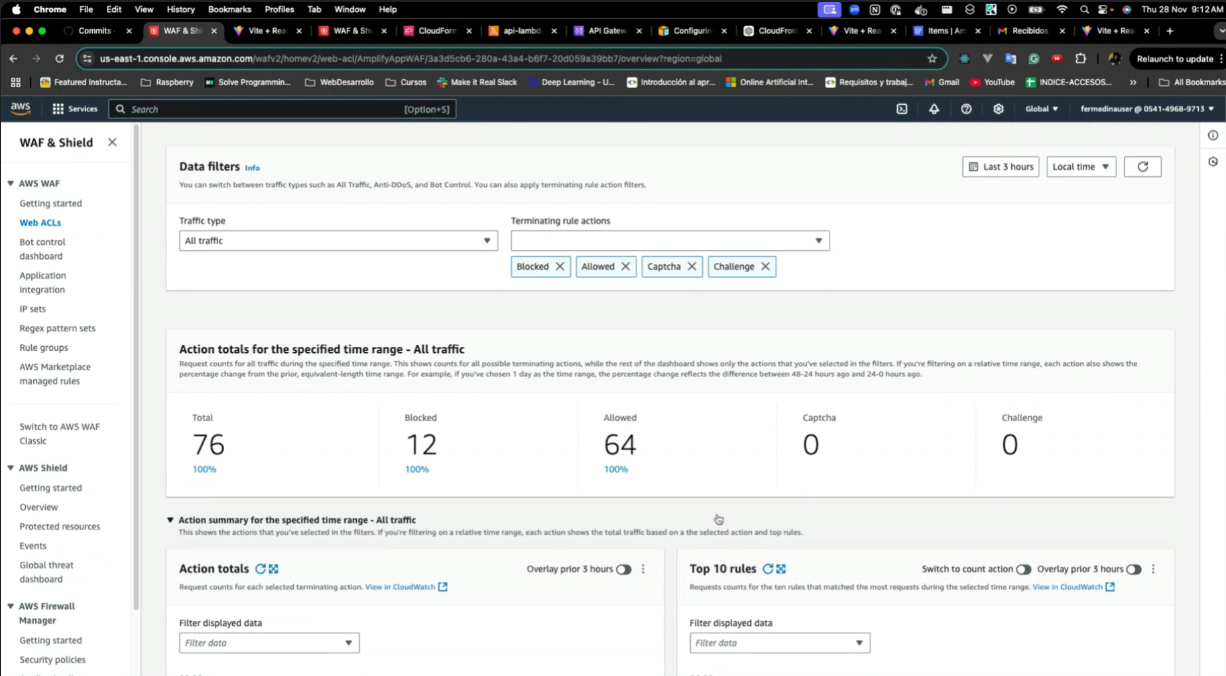 Chrome File Edit View History Bookmarks Profiles Tab Window Help Thu 28 Nov 9:12 AM
Commits WAF & Shi Vite + Rea WAF & Sh CloudForm api-lambda API Gatew Configurin CloudFron Vite + Rea Items | Am Recibidos Vite + Rea
us-east-1.console.aws.amazon.com/wafv2/homev2/web-acl/AmplifyAppWAF/3a3d5cb6-280a-43a4-b6f7-20d059a39bb7/overview?region=global Relaunch to update
Featured Instructa... Raspberry Solve Programmin... WebDesarrollo Cursos Make it Real Slack Deep Learning - U... Introducción al apr... Online Artificial Int... Requisitos y trabaj... Gmail YouTube INDICE-ACCESOS... » All Bookmarks
aws Services Search [Option+S] Global fermedinauser @ 0541-4968-9713
WAF & Shield
AWS WAF
Getting started
Web ACLs
Bot control
dashboard
Application
integration
IP sets
Regex pattern sets
Rule groups
AWS Marketplace
managed rules
Switch to AWS WAF
Classic
AWS Shield
Getting started
Overview
Protected resources
Events
Global threat
dashboard
AWS Firewall
Manager
Getting started
Security policies
Data filters Info Last 3 hours Local time
You can switch between traffic types such as All Traffic, Anti-DDoS, and Bot Control. You can also apply terminating rule action filters.
Traffic type Terminating rule actions
All traffic
Blocked Allowed Captcha Challenge
Action totals for the specified time range - All traffic
Request counts for all traffic during the specified time range. This shows counts for all possible terminating actions, while the rest of the dashboard shows only the actions that you've selected in the filters. If you're filtering on a relative time range, each action also shows the
percentage change from the prior, equivalent-length time range. For example, if you've chosen 1 day as the time range, the percentage change reflects the difference between 48-24 hours ago and 24-0 hours ago.
Total Blocked Allowed Captcha Challenge
76 12 64 0 0
100% 100% 100%
Action summary for the specified time range - All traffic
This shows the actions that you've selected in the filters. If you're filtering on a relative time range, each action shows the total traffic based on a the selected action and top rules.
Action totals Overlay prior 3 hours Top 10 rules Switch to count action Overlay prior 3 hours
Request counts for each selected terminating action. View in CloudWatch Requests counts for the ten rules that matched the most requests during the selected time range. View in CloudWatch
Filter displayed data Filter displayed data
Filter data Filter data